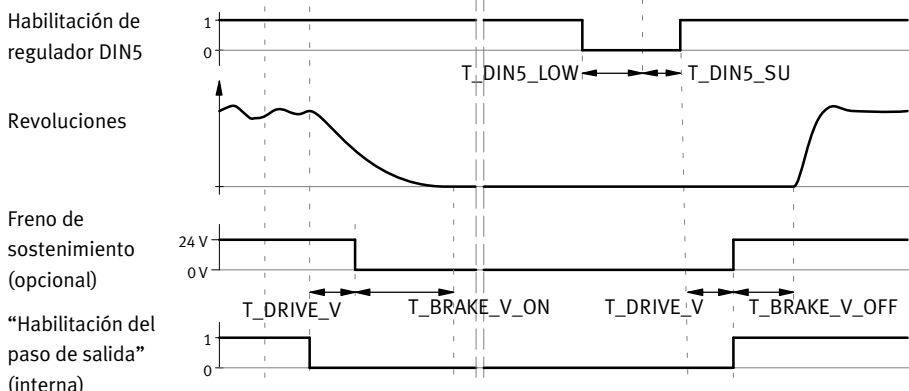 Habilitación de
regulador DIN5
1
0
T_DIN5_LOW
T_DIN5_SU
Revoluciones
Freno de
sostenimiento
(opcional)
24 V
0 V
T_DRIVE_V
T_BRAKE_V_ON
T_DRIVE_V
T_BRAKE_V_OFF
“Habilitación del
paso de salida”
(interna)
1
0